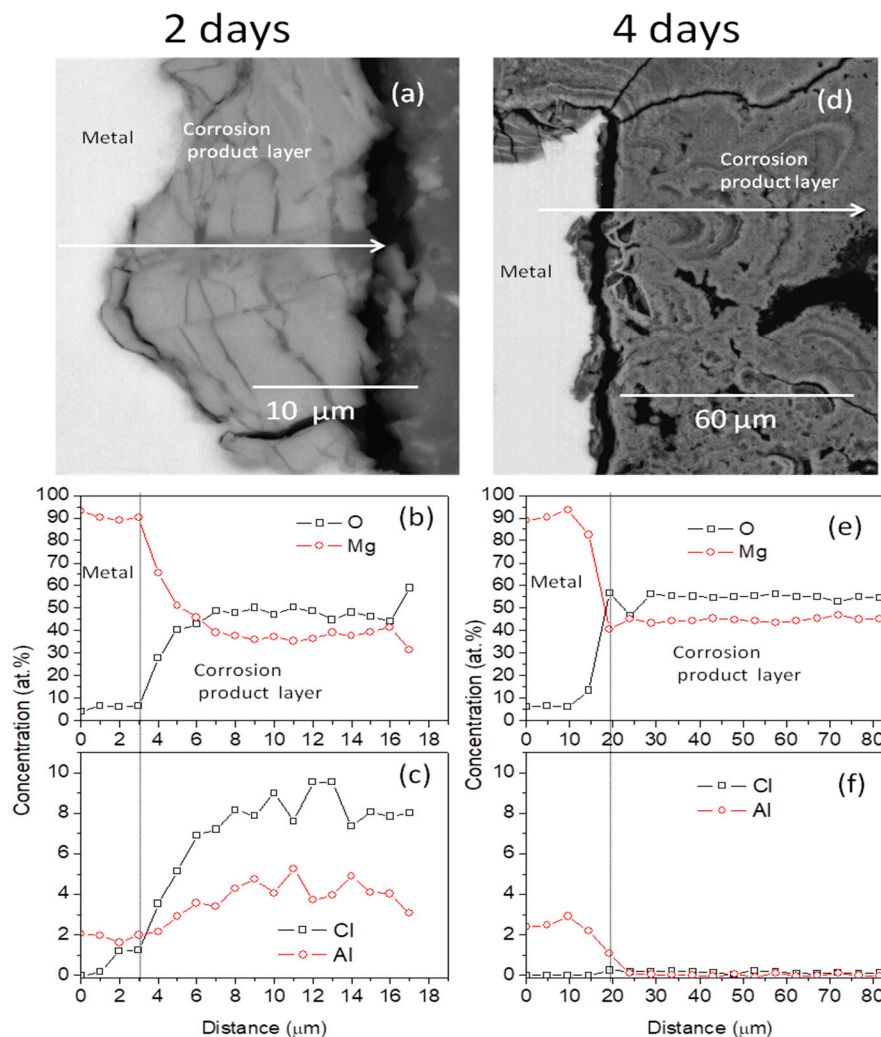 2 days
4 days
(a)
Metal
Corrosion
product layer
10 µm
(d)
Corrosion
product layer
Metal
60 µm
100
90
80
70
60
50
40
30
20
10
0
(b)
O
Mg
Metal
Corrosion
product layer
100
90
80
70
60
50
40
30
20
10
0
(e)
O
Mg
Metal
Corrosion
product layer
Concentration (at.%)
Concentration (at.%)
10
8
6
4
2
0
(c)
Cl
Al
0 2 4 6 8 10 12 14 16 18
Distance (µm)
10
8
6
4
2
0
(f)
Cl
Al
0 10 20 30 40 50 60 70 80
Distance (µm)